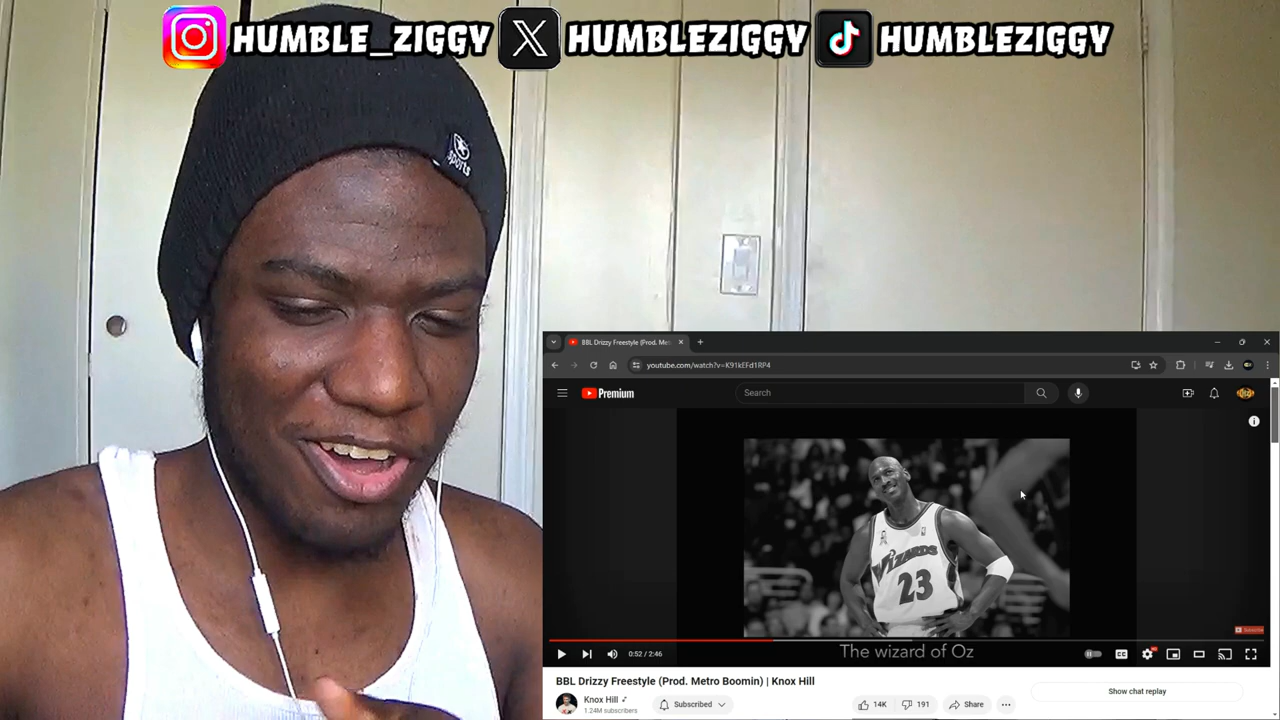 HUMBLE_ZIGGY
HUMBLEZIGGY
HUMBLEZIGGY
sports
BBL Drizzy Freestyle (Prod. Met
youtube.com/watch?v=K91kEFd1RP4
Premium
Search
WIZARDS
23
The wizard of Oz
Subscribe
0:52 / 2:46
BBL Drizzy Freestyle (Prod. Metro Boomin) | Knox Hill
Knox Hill
1.24M subscribers
Subscribed
14K
191
Share
Show chat replay